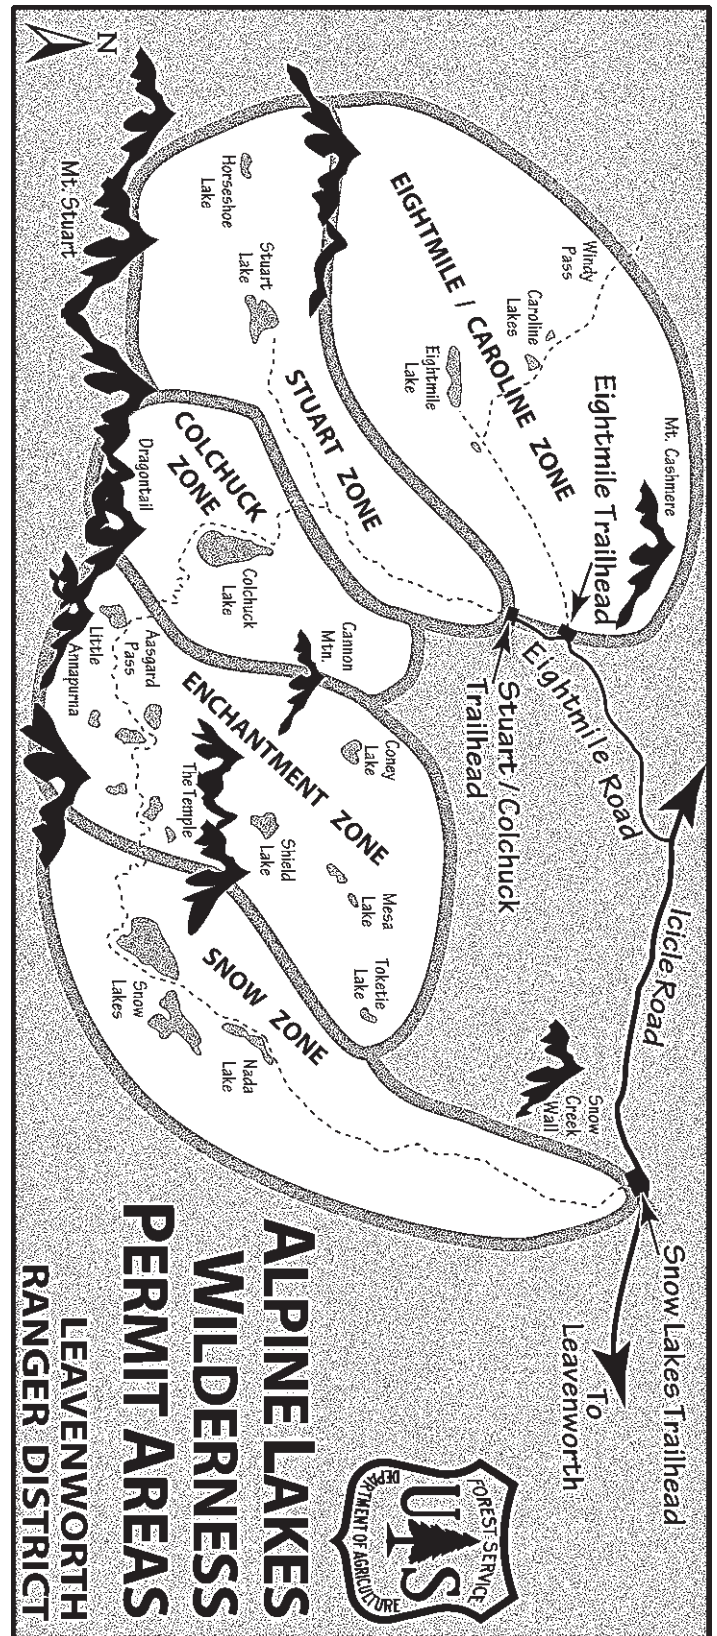 N
Mt. Cashmere
Windy
Pass
Caroline
Lakes
Eightmile
Lake
EIGHTMILE / CAROLINE ZONE
Eightmile Trailhead
Horseshoe
Lake
Stuart
Lake
STUART ZONE
Mt. Stuart
COLCHUCK
ZONE
Dragontail
Colchuck
Lake
Cannon
Mtn.
Stuart / Colchuck
Trailhead
Eightmile Road
Icicle Road
Aasgard
Pass
Little
Annapurna
ENCHANTMENT ZONE
Coney
Lake
The Temple
Shield
Lake
Mesa
Lake
Toketie
Lake
SNOW ZONE
Snow
Lakes
Nada
Lake
Snow
Creek
Wall
Snow Lakes Trailhead
To
Leavenworth
FOREST SERVICE
U S
DEPARTMENT OF AGRICULTURE
ALPINE LAKES
WILDERNESS
PERMIT AREAS
LEAVENWORTH
RANGER DISTRICT